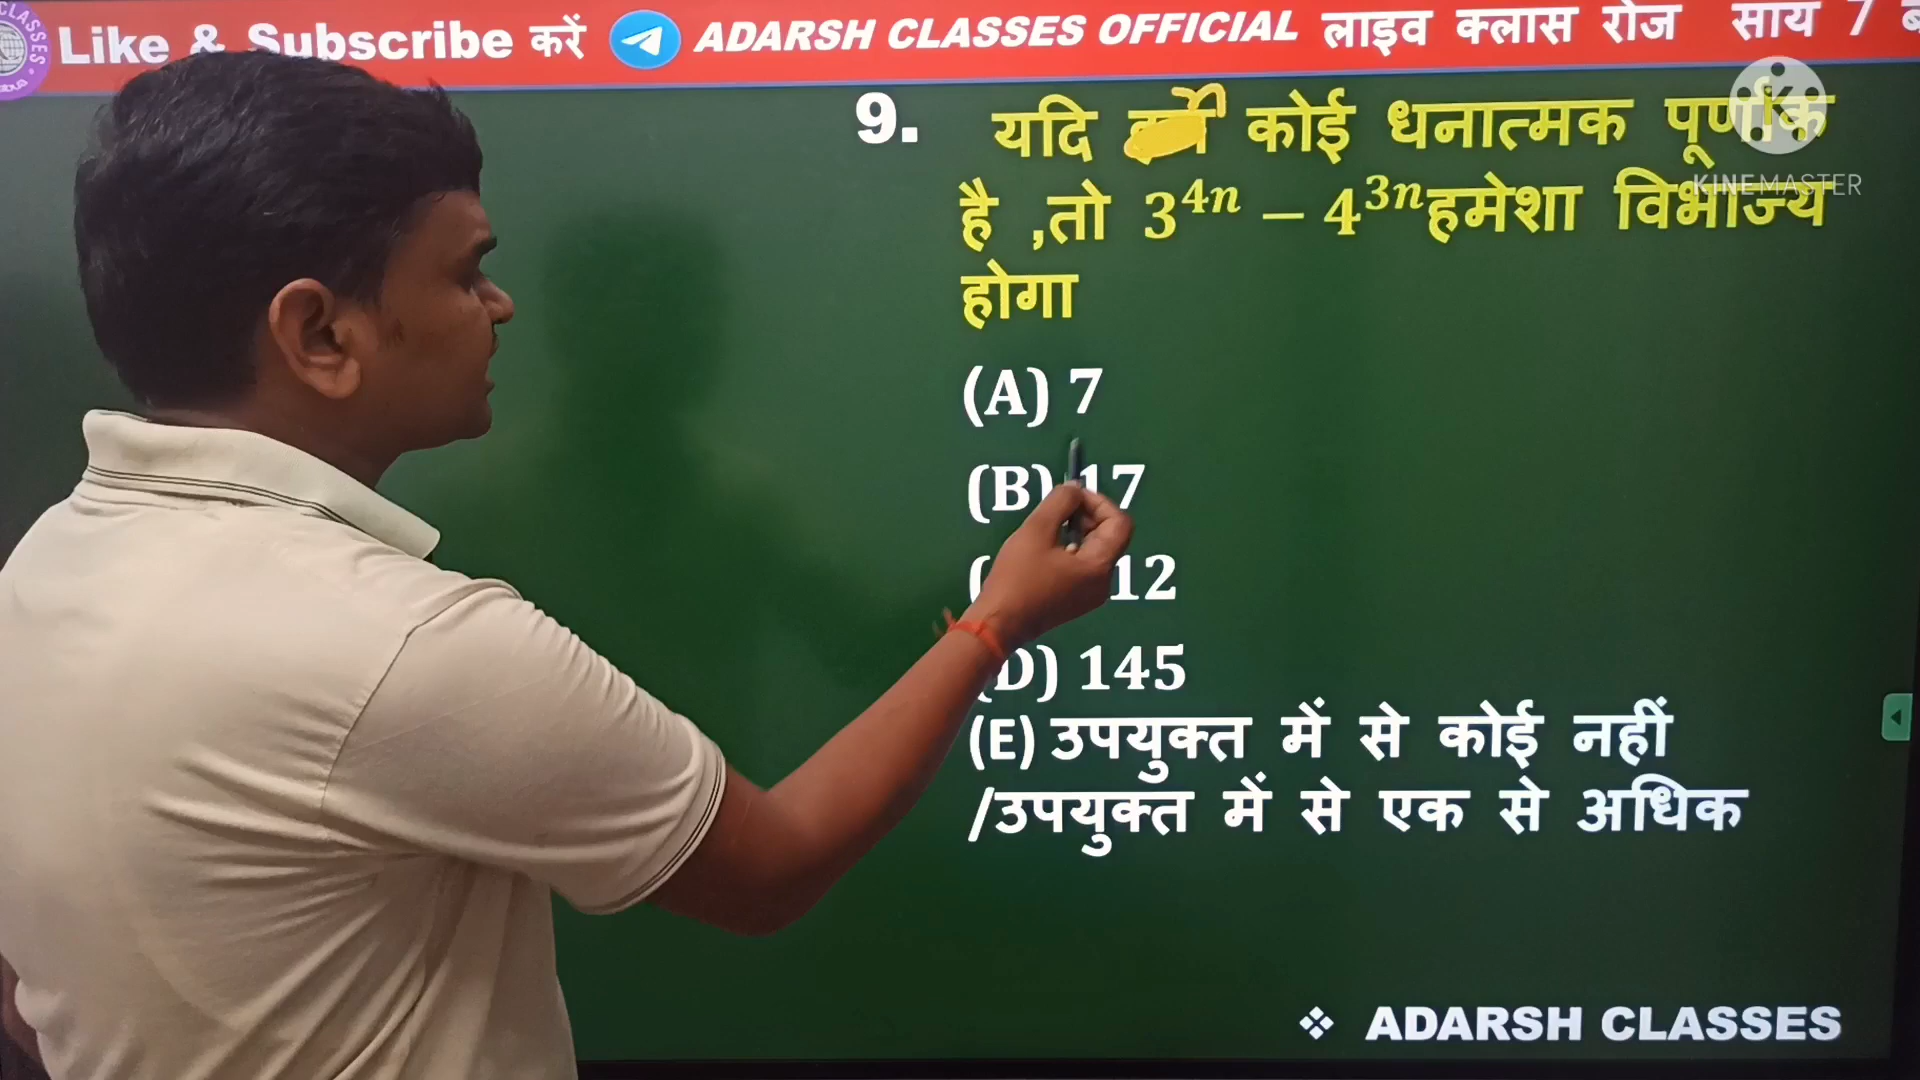 CLASSES
Like & Subscribe करें ADARSH CLASSES OFFICIAL लाइव क्लास रोज साय 7
KINEMASTER
9. यदि कोई धनात्मक पूर्णांक
है ,तो 3^{4n} − 4^{3n} हमेशा विभाज्य
होगा
(A) 7
(B) 17
( 12
(D) 145
(E) उपयुक्त में से कोई नहीं
/उपयुक्त में से एक से अधिक
❖ ADARSH CLASSES